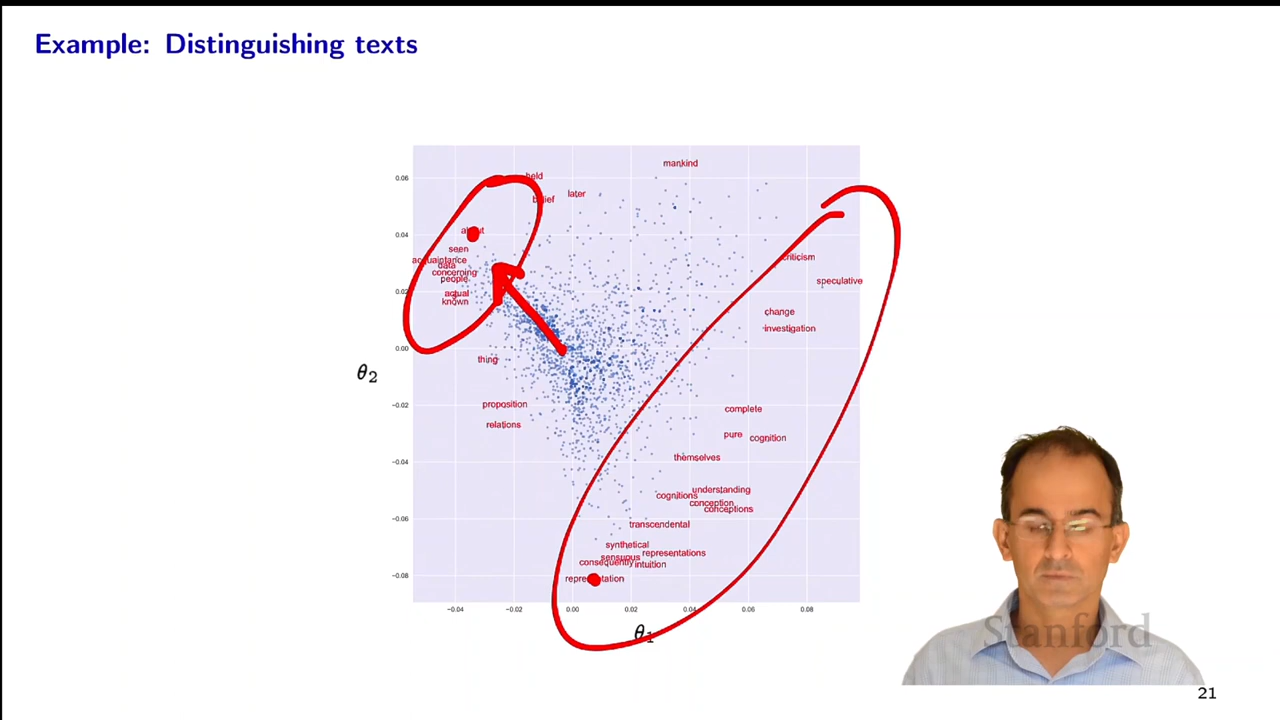 Example: Distinguishing texts
mankind
0.06
held
later
belief
0.04
about
seen
acquaintance
criticism
data
concerning
people
speculative
0.02
actual
known
change
investigation
0.00
thing
θ2
−0.02
proposition
complete
relations
pure
cognition
−0.04
themselves
understanding
cognitions
conception
conceptions
−0.06
transcendental
synthetical
representations
sensuous
consequently
intuition
−0.08
representation
−0.04 −0.02 0.00 0.02 0.04 0.06 0.08
θ1
Stanford
21